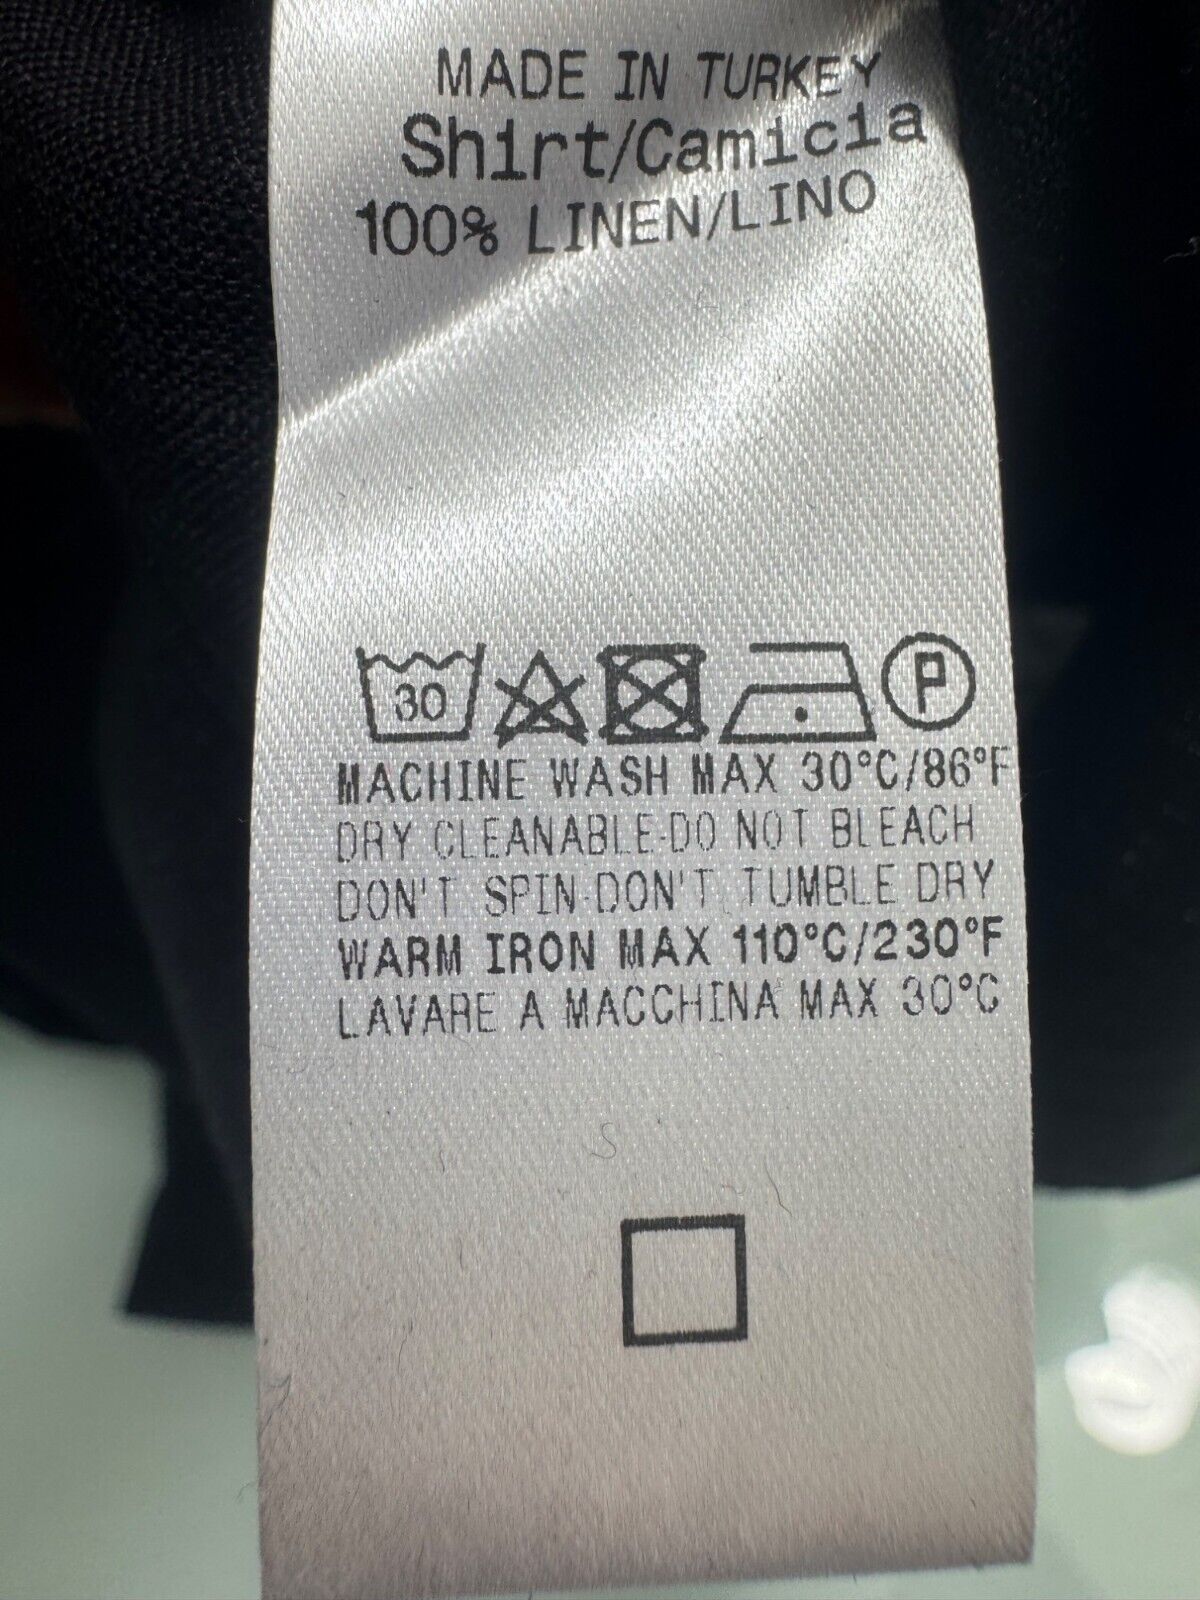 MADE IN TURKEY
Shirt/Camicia
100% LINEN/LINO
30 P
MACHINE WASH MAX 30°C/86°F
DRY CLEANABLE-DO NOT BLEACH
DON'T SPIN-DON'T TUMBLE DRY
WARM IRON MAX 110°C/230°F
LAVARE A MACCHINA MAX 30°C